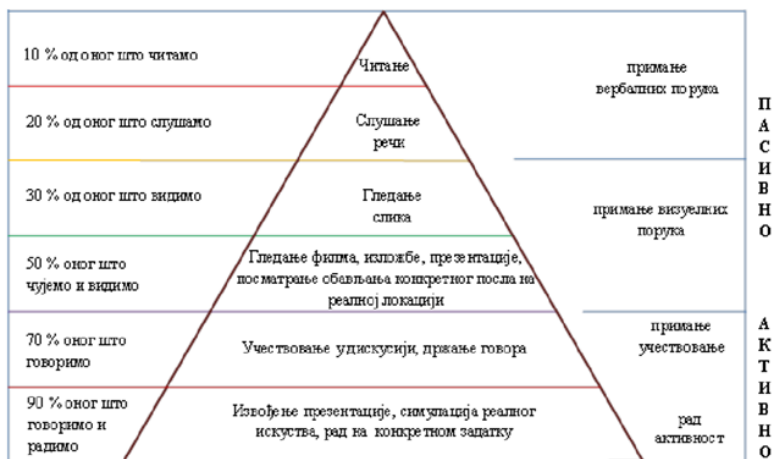 10 % од оног што читамо
Читање
примање
вербалних порука
20 % од оног што слушамо
Слушање
речи
30 % од оног што видимо
Гледање
слика
примање визуелних
порука
50 % оног што
чујемо и видимо
Гледање филма, изложбе, презентације,
посматрање обављања конкретног посла на
реалној локацији
70 % оног што
говоримо
Учествовање у дискусији, држање говора
примање
учествовање
90 % оног што
говоримо и
радимо
Извођење презентације, симулација реалног
искуства, рад на конкретном задатку
рад
активност
П
А
С
И
В
Н
О
А
К
Т
И
В
Н
О